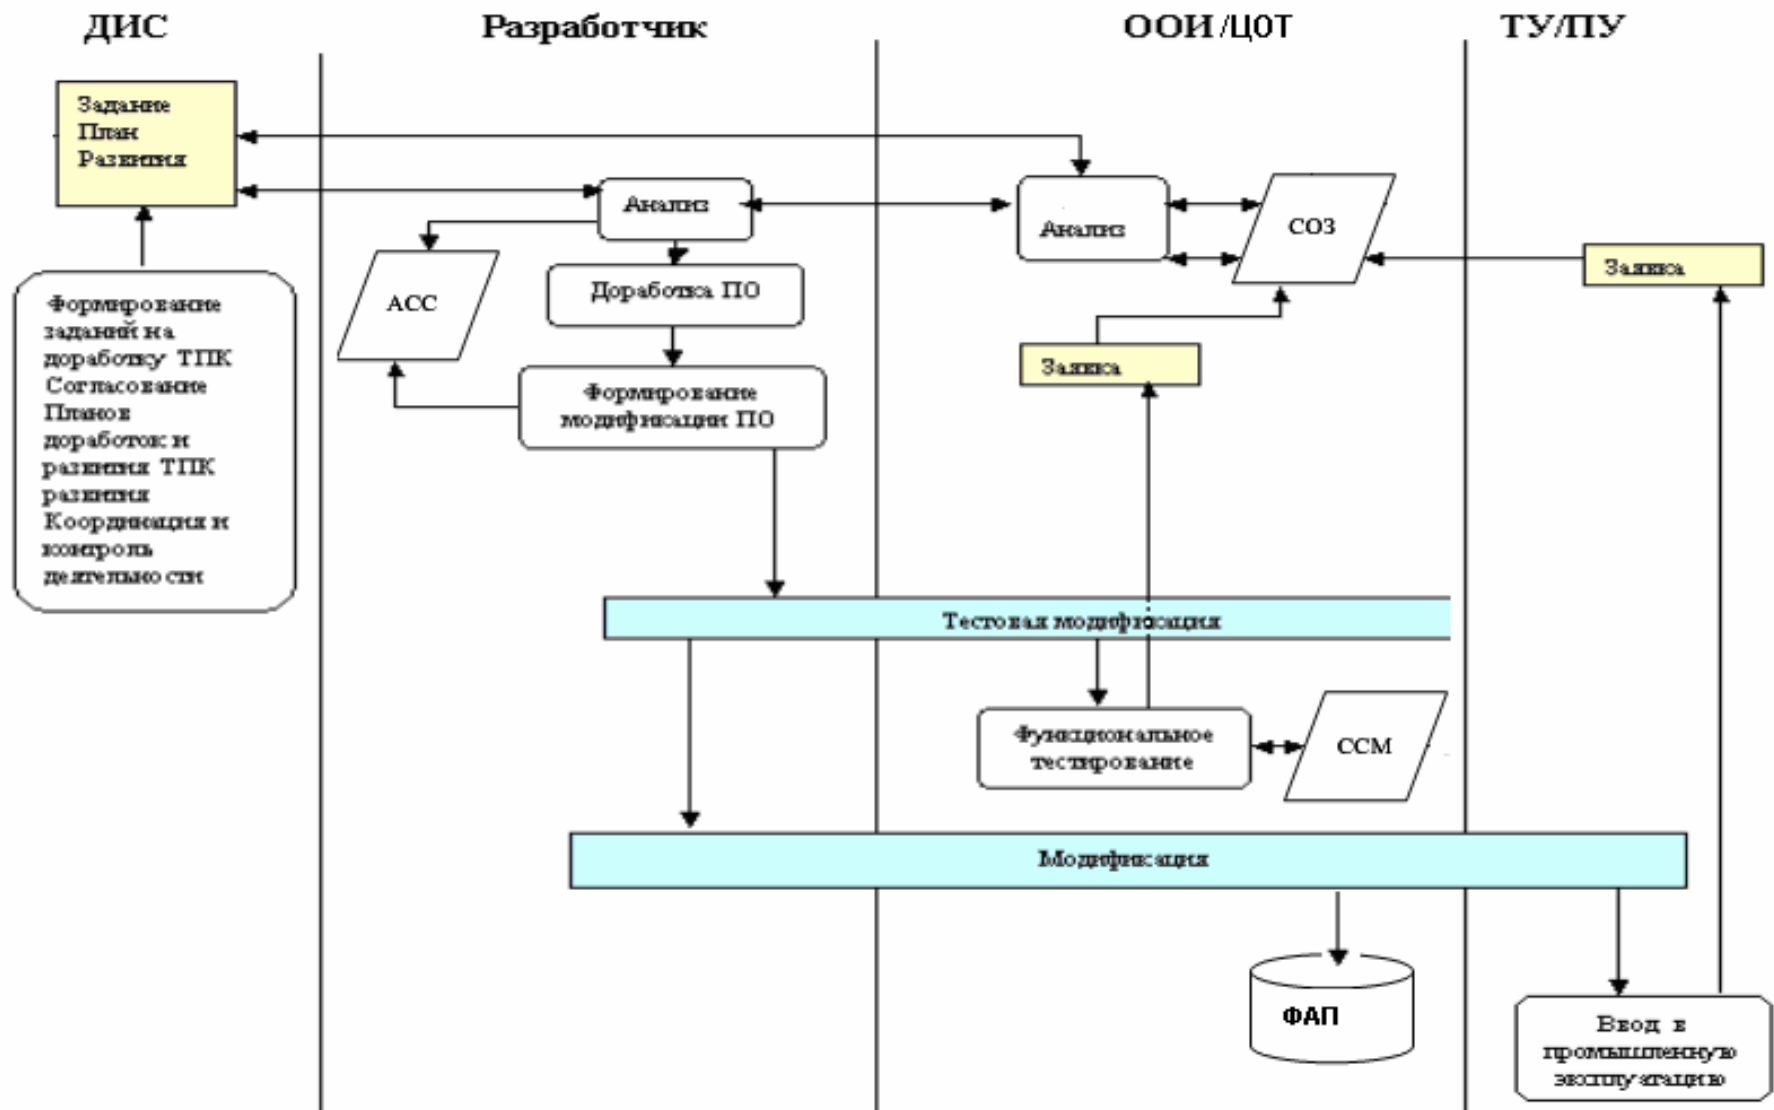 ДИС
Разработчик
ООИ /ЦОТ
ТУ/ПУ
Задание
План
Развития
Формирование
заданий на
доработку ТПК
Согласование
Планов
доработок и
развития ТПК
развития
Координация и
контроль
деятельности
Анализ
АСС
Доработка ПО
Формирование
модификации ПО
Анализ
СОЗ
Заявка
Заявка
Тестовая модификация
Функциональное
тестирование
ССМ
Модификация
ФАП
Ввод в
промышленную
эксплуатацию